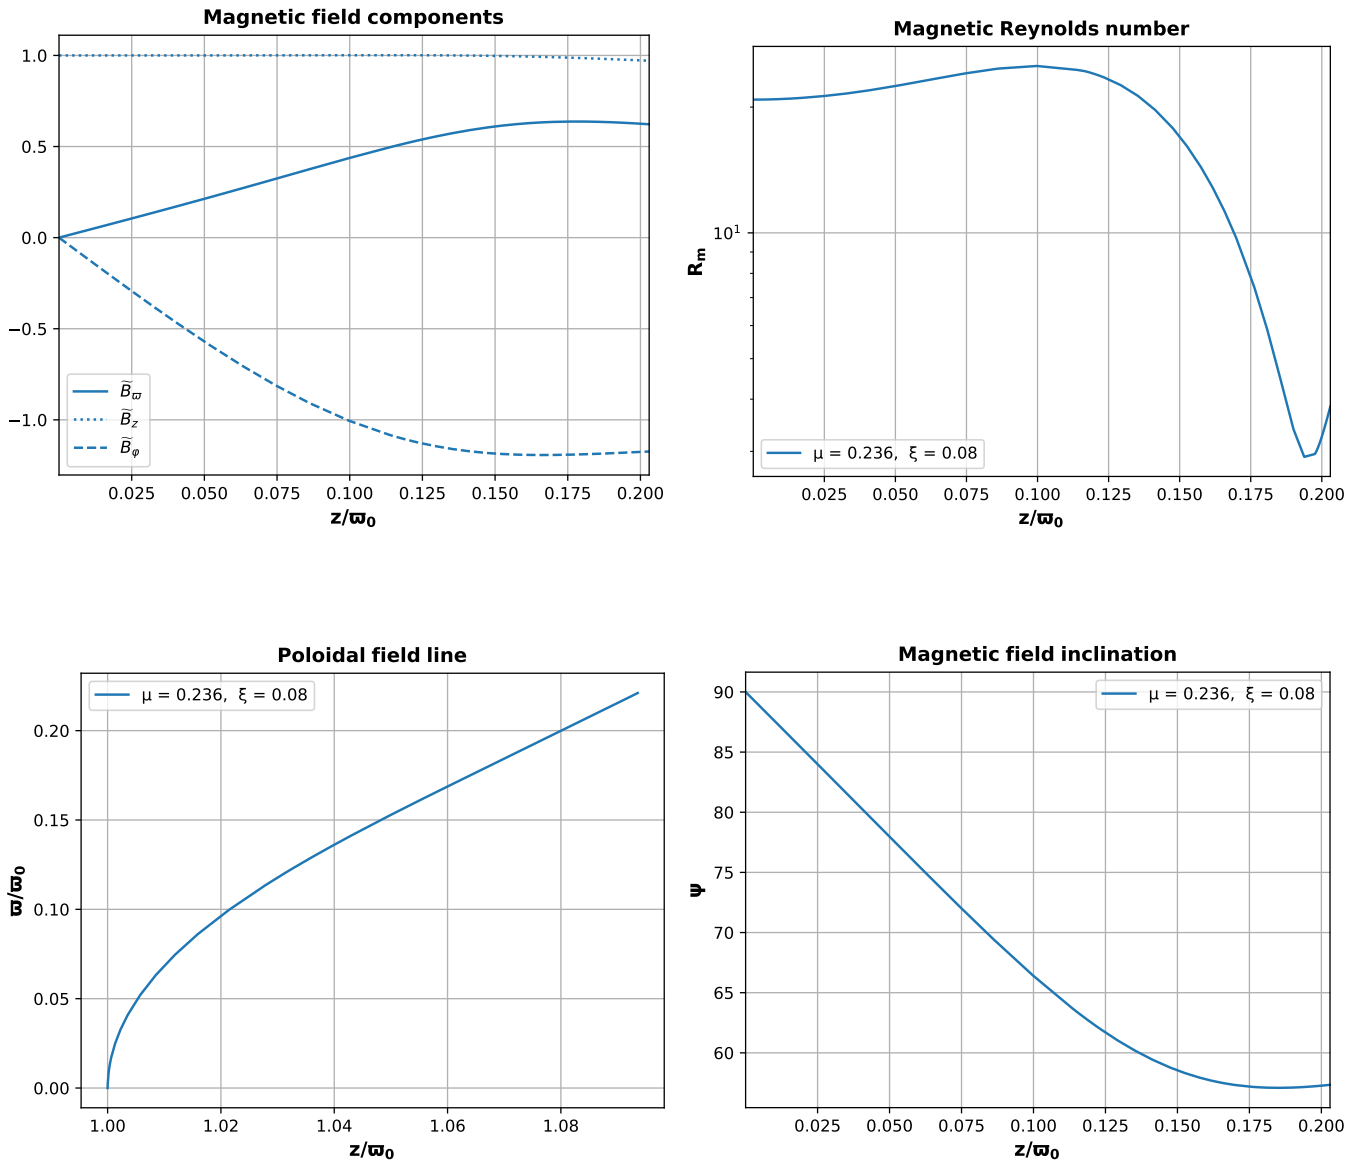 Magnetic field components
1.0
0.5
0.0
−0.5
−1.0
B̃ϖ
B̃z
B̃φ
0.025 0.050 0.075 0.100 0.125 0.150 0.175 0.200
z/ϖ₀
Magnetic Reynolds number
Rₘ
10¹
μ = 0.236, ξ = 0.08
0.025 0.050 0.075 0.100 0.125 0.150 0.175 0.200
z/ϖ₀
Poloidal field line
μ = 0.236, ξ = 0.08
ϖ/ϖ₀
0.20
0.15
0.10
0.05
0.00
1.00 1.02 1.04 1.06 1.08
z/ϖ₀
Magnetic field inclination
μ = 0.236, ξ = 0.08
ψ
90
85
80
75
70
65
60
0.025 0.050 0.075 0.100 0.125 0.150 0.175 0.200
z/ϖ₀